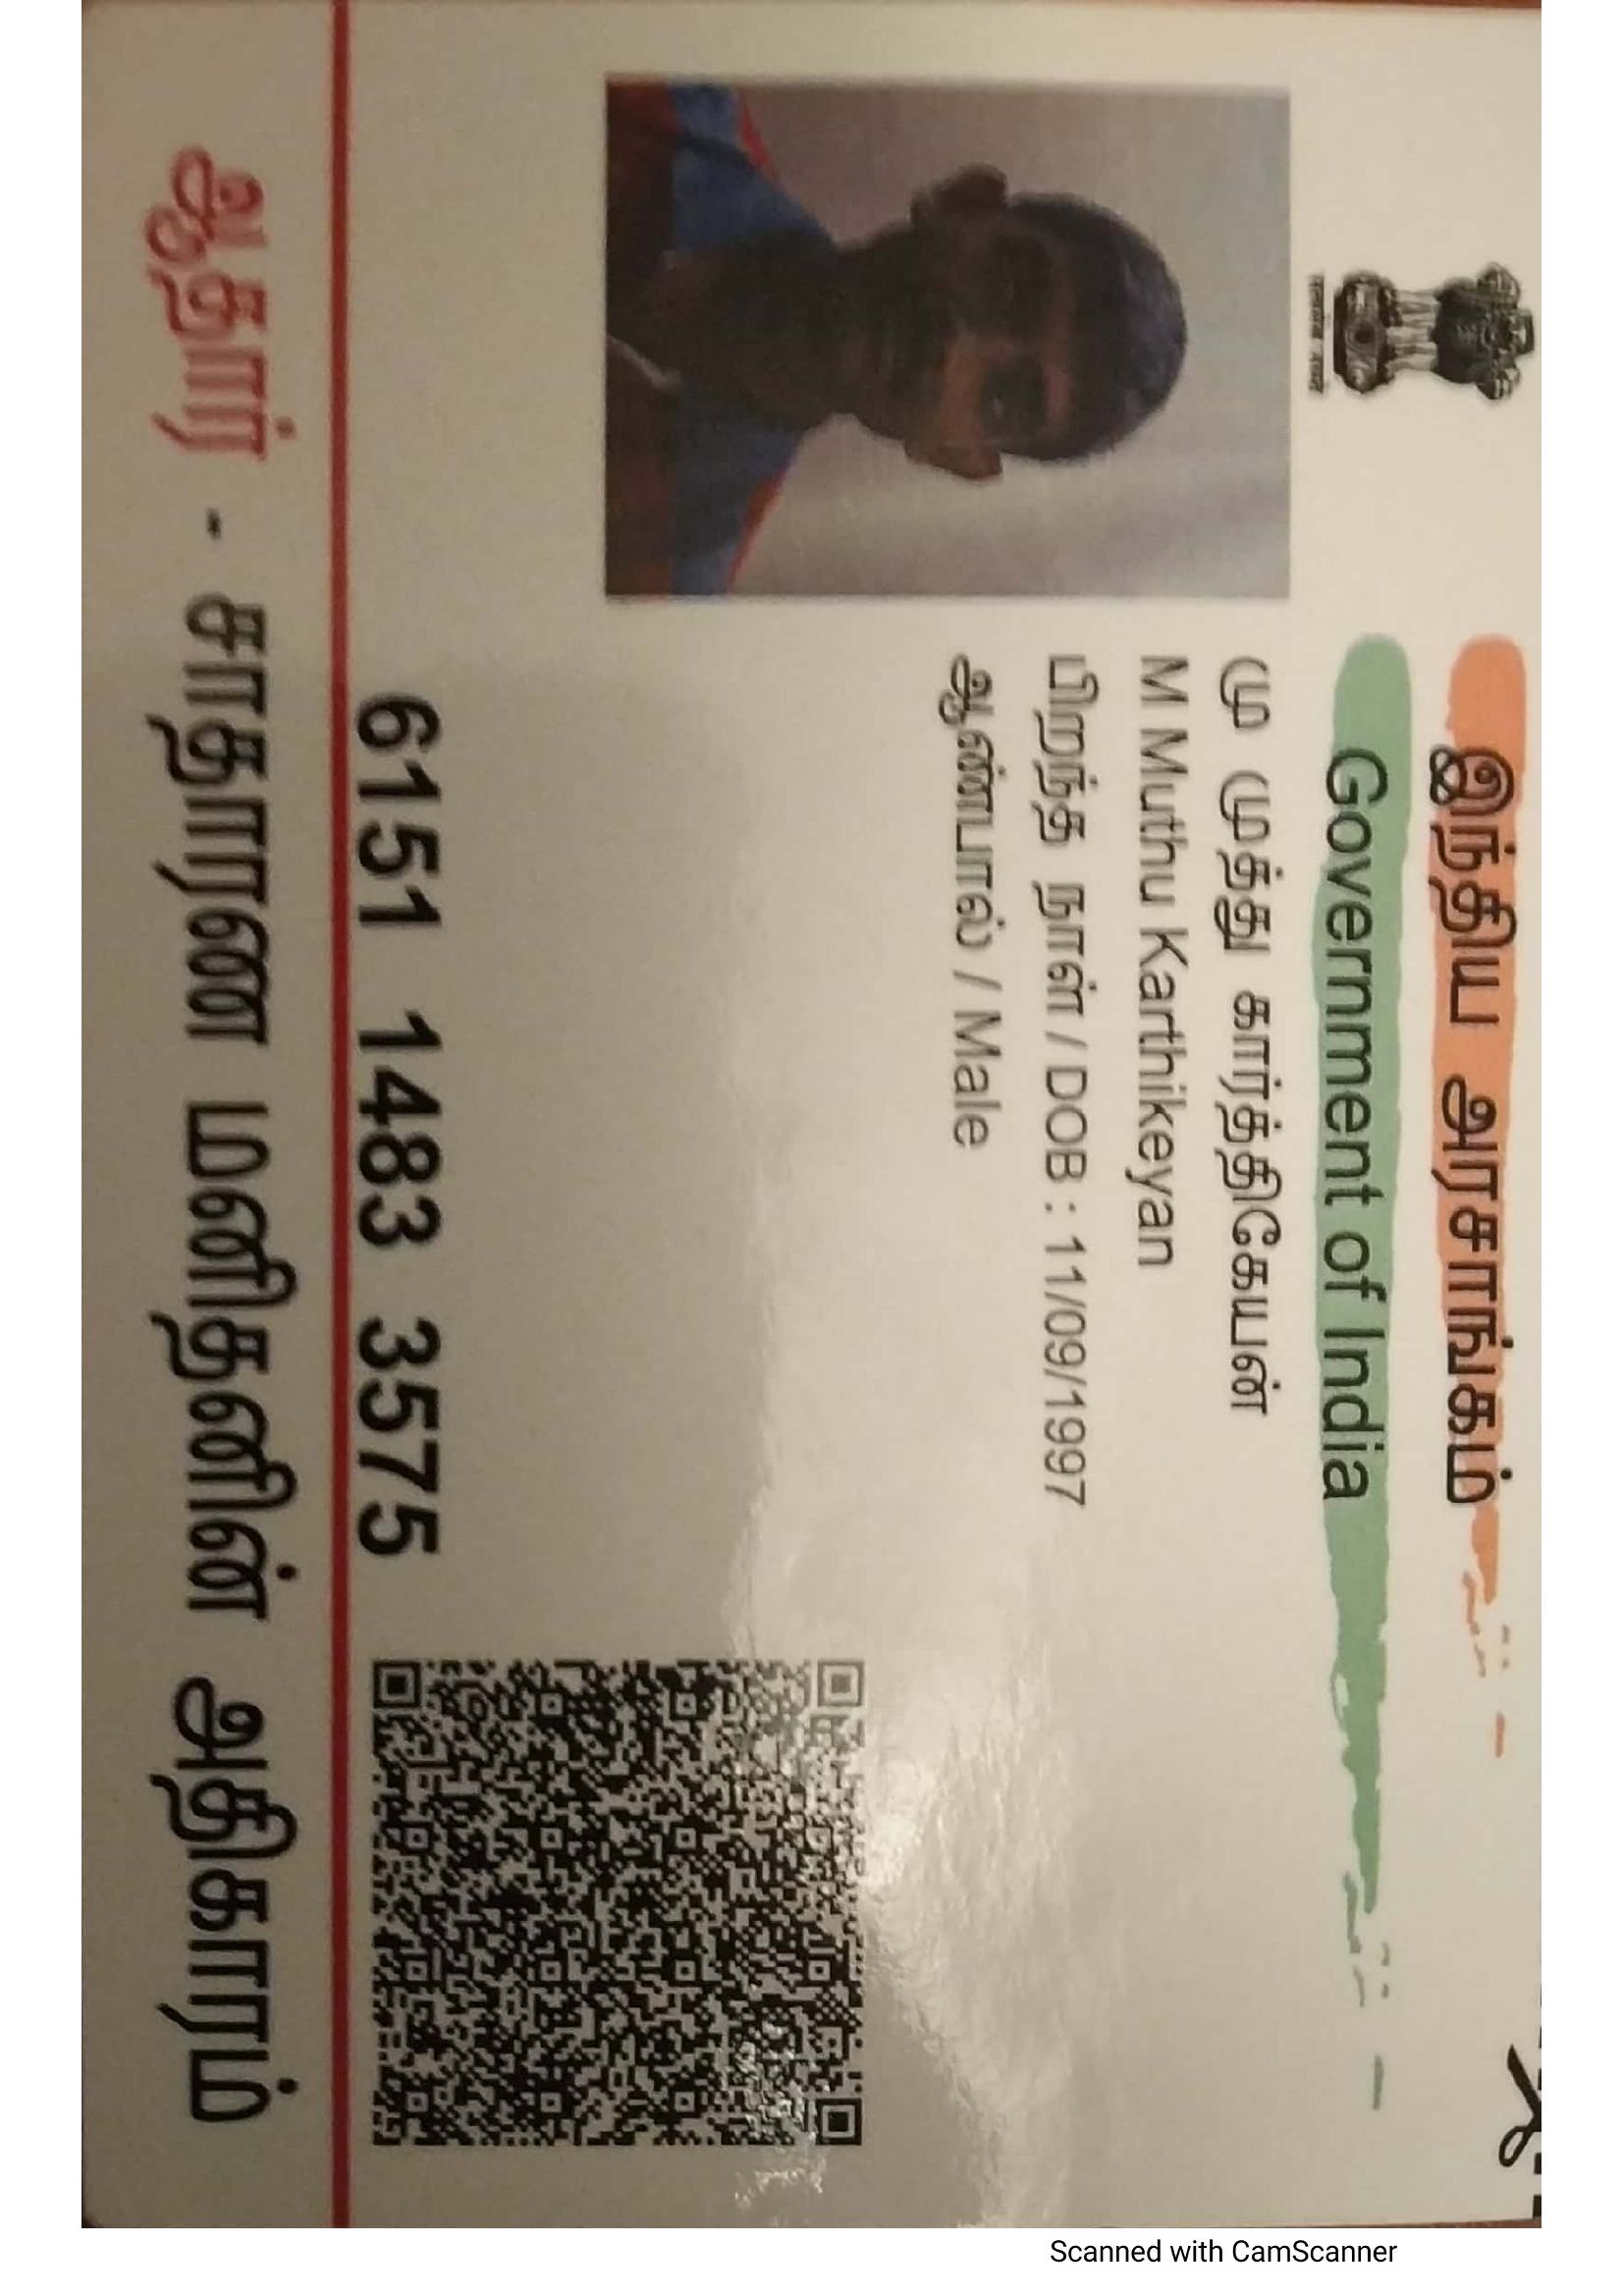 இந்திய அரசாங்கம்
Government of India
மு முத்து கார்த்திகேயன்
M Muthu Karthikeyan
பிறந்த நாள் / DOB : 11/09/1997
ஆண்பால் / Male
6151 1483 3575
ஆதார் - சாதாரண மனிதனின் அதிகாரம்
Scanned with CamScanner